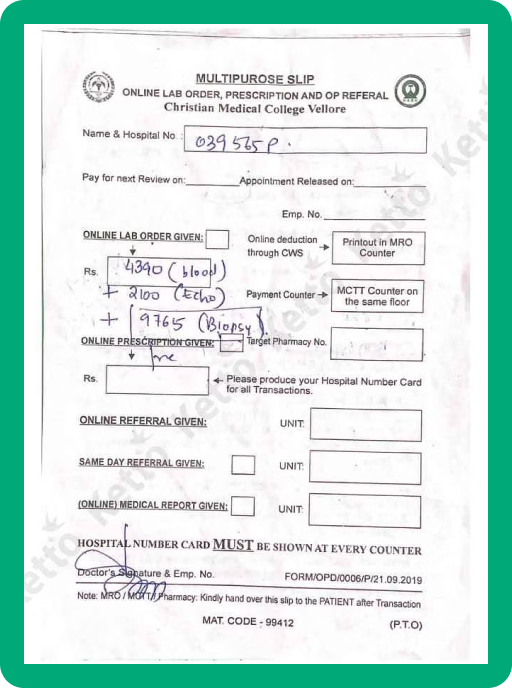 MULTIPUROSE SLIP
ONLINE LAB ORDER, PRESCRIPTION AND OP REFERAL
Christian Medical College Vellore
Name & Hospital No. : 039565P.
Pay for next Review on: Appointment Released on:
Emp. No.
ONLINE LAB ORDER GIVEN: Online deduction through CWS → Printout in MRO Counter
Rs. 4390 (blood)
+ 2100 (Echo) Payment Counter → MCTT Counter on the same floor
+ 9765 (Biopsy)
ONLINE PRESCRIPTION GIVEN: Target Pharmacy No.
Rs. ← Please produce your Hospital Number Card
for all Transactions.
ONLINE REFERRAL GIVEN: UNIT:
SAME DAY REFERRAL GIVEN: UNIT:
(ONLINE) MEDICAL REPORT GIVEN: UNIT:
HOSPITAL NUMBER CARD MUST BE SHOWN AT EVERY COUNTER
Doctor's Signature & Emp. No. FORM/OPD/0006/P/21.09.2019
Note: MRO / MCTT / Pharmacy: Kindly hand over this slip to the PATIENT after Transaction
MAT. CODE - 99412 (P.T.O)
Ketto